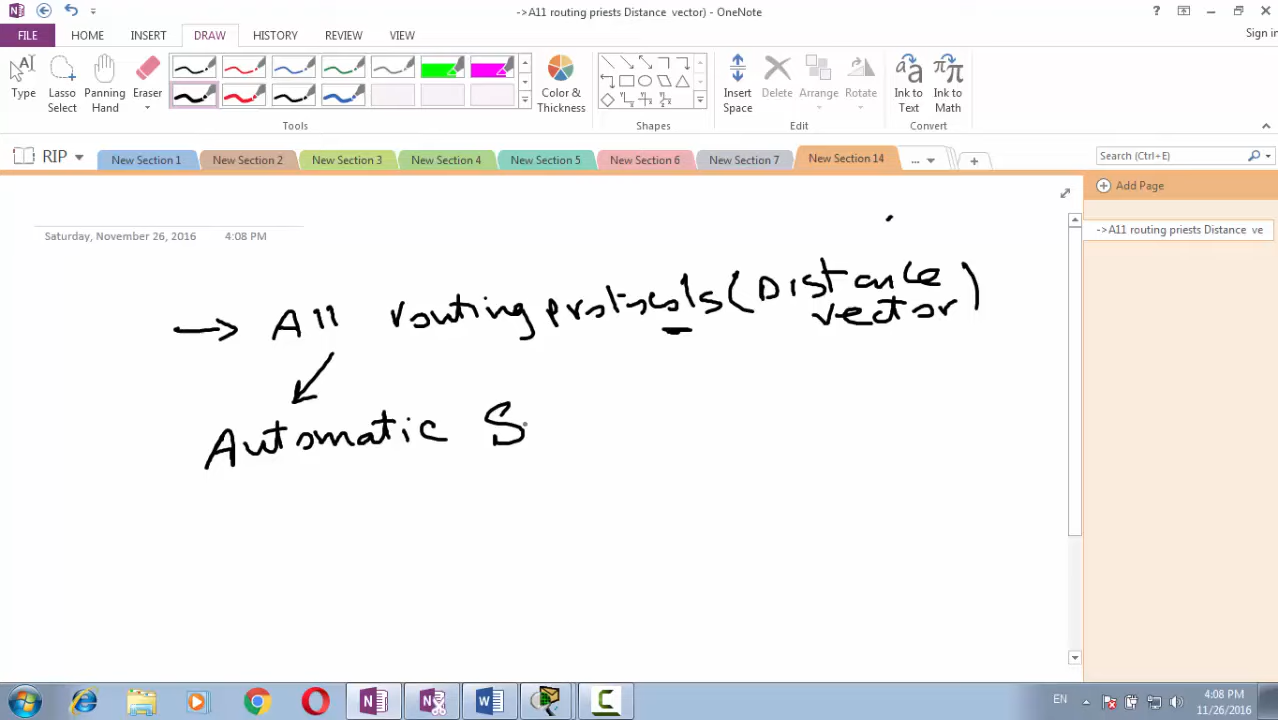 ->A11 routing priests Distance vector) - OneNote
Sign in
FILE HOME INSERT DRAW HISTORY REVIEW VIEW
Type
Lasso Select
Panning Hand
Eraser
Color & Thickness
Insert Space
Delete
Arrange
Rotate
Ink to Text
Ink to Math
Tools
Shapes
Edit
Convert
RIP
New Section 1
New Section 2
New Section 3
New Section 4
New Section 5
New Section 6
New Section 7
New Section 14
...
Search (Ctrl+E)
Add Page
->A11 routing priests Distance ve
Saturday, November 26, 2016 4:08 PM
→ All routing protocols (Distance
vector)
Automatic S
EN
4:08 PM
11/26/2016